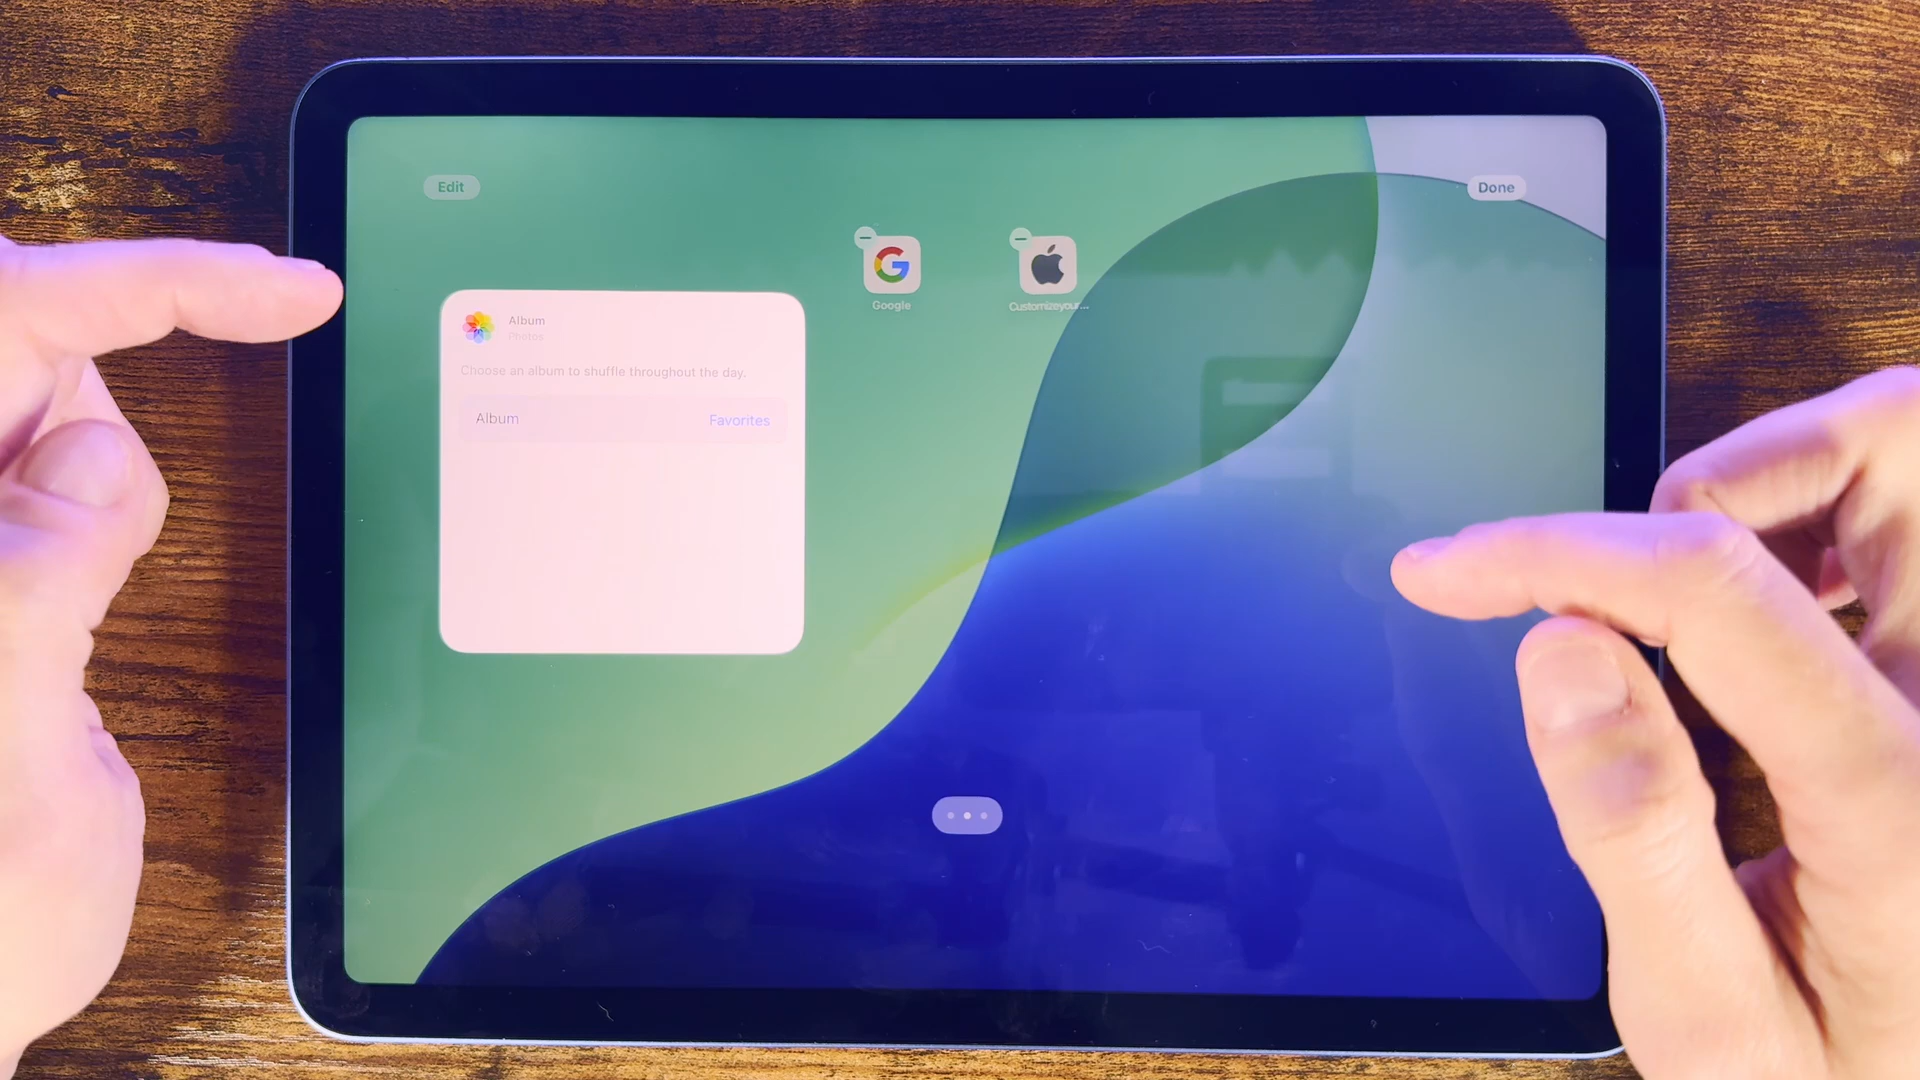 Edit
Done
Google
Customizeyour...
Album
Photos
Choose an album to shuffle throughout the day.
Album
Favorites